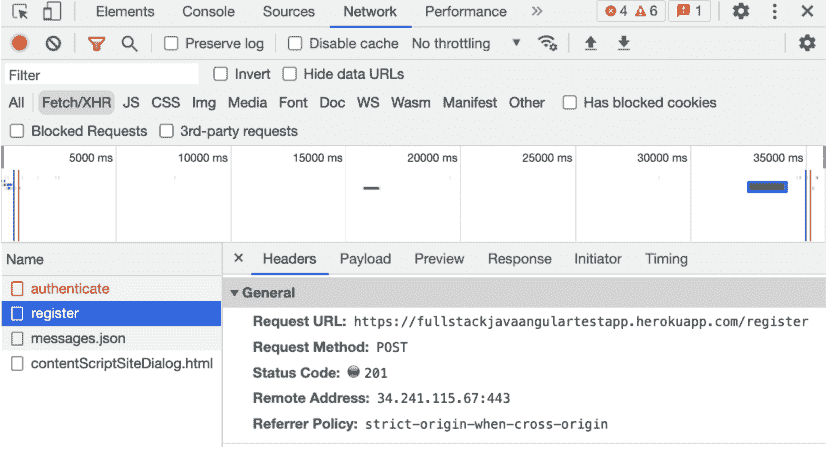 Elements Console Sources Network Performance » 4 6 1
Preserve log Disable cache No throttling
Filter Invert Hide data URLs
All Fetch/XHR JS CSS Img Media Font Doc WS Wasm Manifest Other Has blocked cookies
Blocked Requests 3rd-party requests
5000 ms 10000 ms 15000 ms 20000 ms 25000 ms 30000 ms 35000 ms
Name × Headers Payload Preview Response Initiator Timing
authenticate
register
messages.json
contentScriptSiteDialog.html
General
Request URL: https://fullstackjavaangulartestapp.herokuapp.com/register
Request Method: POST
Status Code: 201
Remote Address: 34.241.115.67:443
Referrer Policy: strict-origin-when-cross-origin